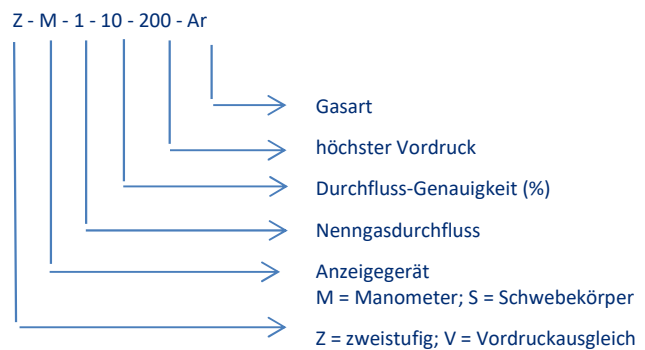 Z - M - 1 - 10 - 200 - Ar
Gasart
höchster Vordruck
Durchfluss-Genauigkeit (%)
Nenngasdurchfluss
Anzeigegerät
M = Manometer; S = Schwebekörper
Z = zweistufig; V = Vordruckausgleich